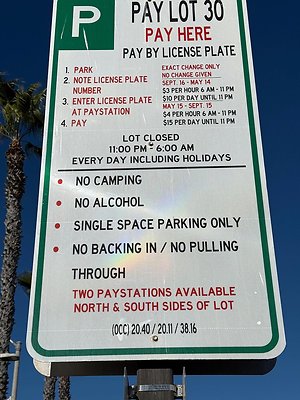 P
PAY LOT 30
PAY HERE
PAY BY LICENSE PLATE
1. PARK
2. NOTE LICENSE PLATE
NUMBER
3. ENTER LICENSE PLATE
AT PAYSTATION
4. PAY
EXACT CHANGE ONLY
NO CHANGE GIVEN
SEPT. 16 - MAY 14
$3 PER HOUR 6 AM - 11 PM
$10 PER DAY UNTIL 11 PM
MAY 15 - SEPT. 15
$4 PER HOUR 6 AM - 11 PM
$15 PER DAY UNTIL 11 PM
LOT CLOSED
11:00 PM - 6:00 AM
EVERY DAY INCLUDING HOLIDAYS
• NO CAMPING
• NO ALCOHOL
• SINGLE SPACE PARKING ONLY
• NO BACKING IN / NO PULLING
THROUGH
TWO PAYSTATIONS AVAILABLE
NORTH & SOUTH SIDES OF LOT
(OCC) 20.40 / 20.11 / 38.16